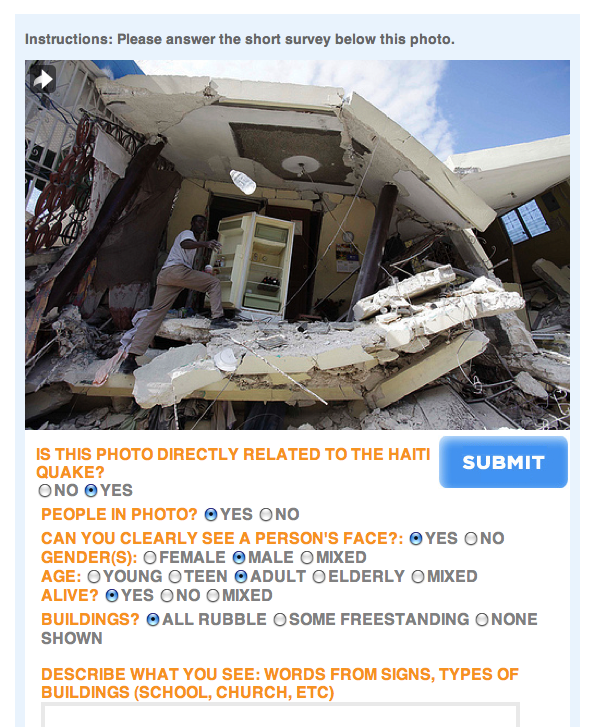 Instructions: Please answer the short survey below this photo.
IS THIS PHOTO DIRECTLY RELATED TO THE HAITI
QUAKE?
NO YES
SUBMIT
PEOPLE IN PHOTO? YES NO
CAN YOU CLEARLY SEE A PERSON'S FACE?: YES NO
GENDER(S): FEMALE MALE MIXED
AGE: YOUNG TEEN ADULT ELDERLY MIXED
ALIVE? YES NO MIXED
BUILDINGS? ALL RUBBLE SOME FREESTANDING NONE
SHOWN
DESCRIBE WHAT YOU SEE: WORDS FROM SIGNS, TYPES OF
BUILDINGS (SCHOOL, CHURCH, ETC)